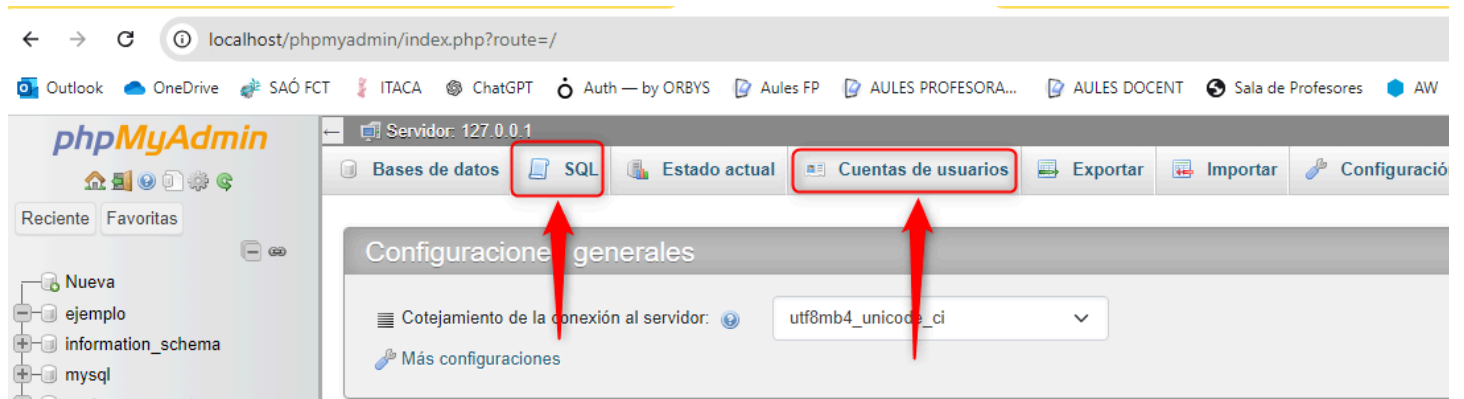 localhost/phpmyadmin/index.php?route=/
Outlook OneDrive SAÓ FCT ITACA ChatGPT Auth — by ORBYS Aules FP AULES PROFESORA... AULES DOCENT Sala de Profesores AW
phpMyAdmin
Servidor: 127.0.0.1
Bases de datos SQL Estado actual Cuentas de usuarios Exportar Importar Configuració
Reciente Favoritas
Configuraciones generales
Nueva
ejemplo
Cotejamiento de la conexión al servidor: utf8mb4_unicode_ci
information_schema
Más configuraciones
mysql